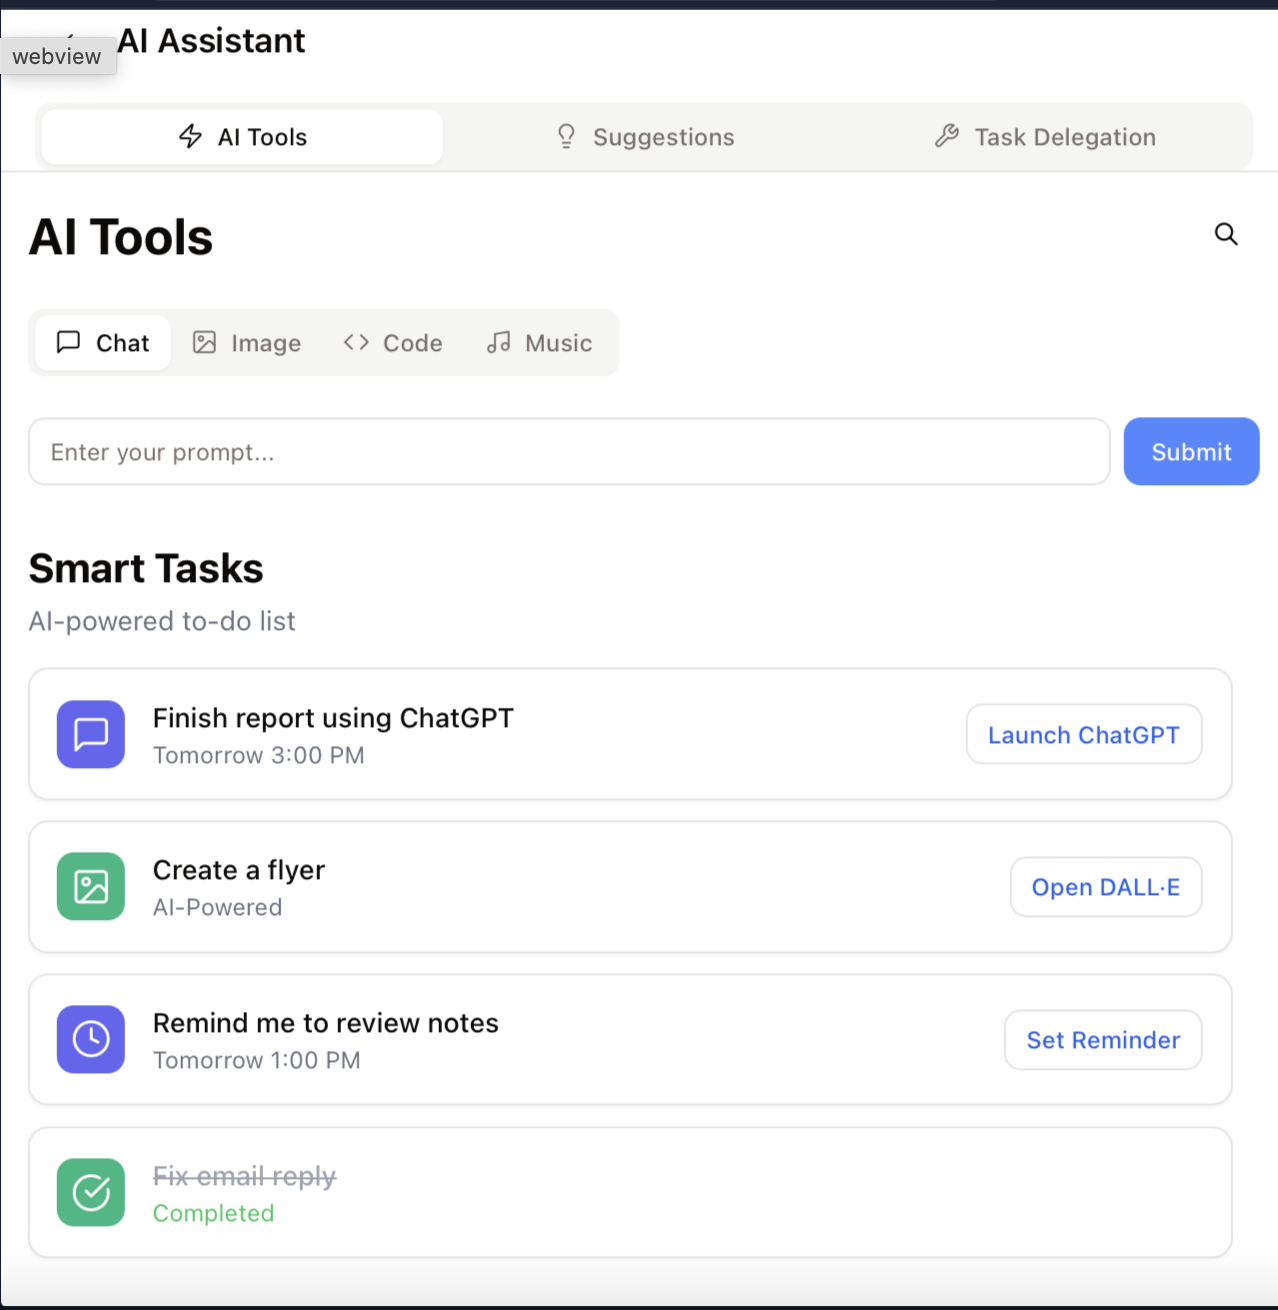 AI Assistant
webview
AI Tools
Suggestions
Task Delegation
AI Tools
Chat
Image
Code
Music
Enter your prompt...
Submit
Smart Tasks
AI-powered to-do list
Finish report using ChatGPT
Tomorrow 3:00 PM
Launch ChatGPT
Create a flyer
AI-Powered
Open DALL·E
Remind me to review notes
Tomorrow 1:00 PM
Set Reminder
Fix email reply
Completed